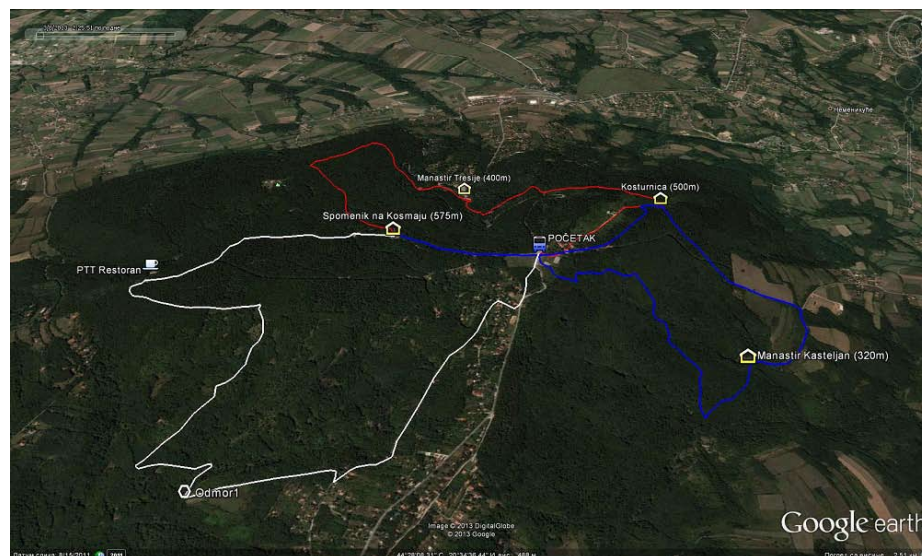 Неменикуће
Manastir Tresije (400m)
Kosturnica (500m)
Spomenik na Kosmaju (575m)
POČETAK
PTT Restoran
Manastir Kasteljan (320m)
Odmor1
Image © 2013 DigitalGlobe
© 2013 Google
Google earth